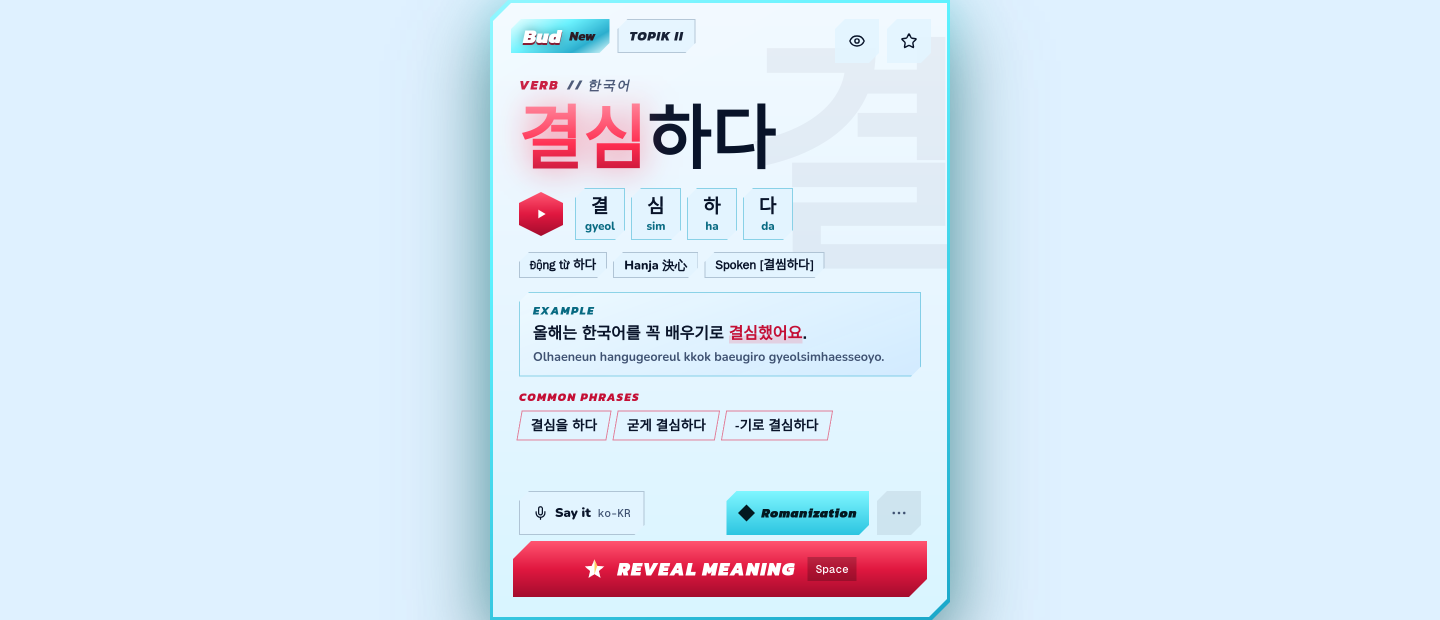 Bud New TOPIK II
VERB // 한국어
결심하다
결 심 하 다
gyeol sim ha da
Động từ 하다 Hanja 決心 Spoken [결씸하다]
EXAMPLE
올해는 한국어를 꼭 배우기로 결심했어요.
Olhaeneun hangugeoreul kkok baeugiro gyeolsimhaesseoyo.
COMMON PHRASES
결심을 하다 굳게 결심하다 -기로 결심하다
Say it ko-KR Romanization ...
REVEAL MEANING Space
결